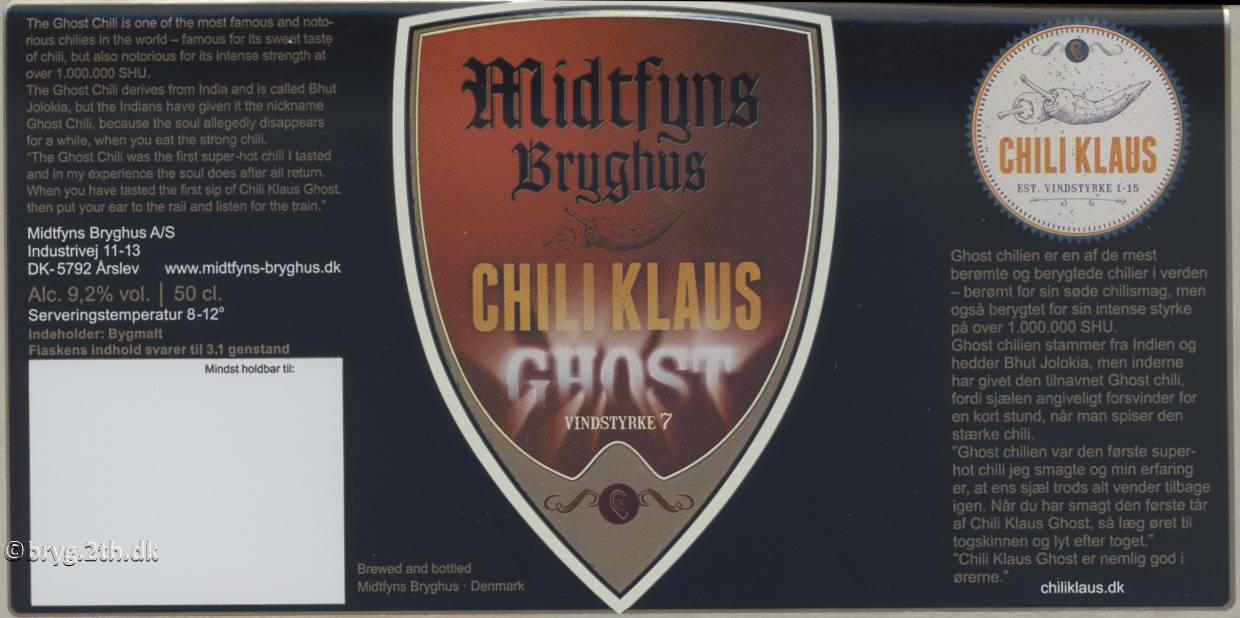 The Ghost Chili is one of the most famous and noto-
rious chilies in the world – famous for its sweet taste
of chili, but also notorious for its intense strength at
over 1.000.000 SHU.
The Ghost Chili derives from India and is called Bhut
Jolokia, but the Indians have given it the nickname
Ghost Chili, because the soul allegedly disappears
for a while, when you eat the strong chili.
"The Ghost Chili was the first super-hot chili I tasted
and in my experience the soul does after all return.
When you have tasted the first sip of Chili Klaus Ghost,
then put your ear to the rail and listen for the train."
Midtfyns Bryghus A/S
Industrivej 11-13
DK- 5792 Årslev www.midtfyns-bryghus.dk
Alc. 9,2% vol. | 50 cl.
Serveringstemperatur 8-12°
Indeholder: Bygmalt
Flaskens indhold svarer til 3,1 genstand
Mindst holdbar til:
© bryg.2th.dk
Brewed and bottled
Midtfyns Bryghus · Denmark
Midtfyns
Bryghus
CHILI KLAUS
GHOST
VINDSTYRKE 7
CHILI KLAUS
EST. VINDSTYRKE 1-15
Ghost chilien er en af de mest
berømte og berygtede chilier i verden
– berømt for sin søde chilismag, men
også berygtet for sin intense styrke
på over 1.000.000 SHU.
Ghost chilien stammer fra Indien og
hedder Bhut Jolokia, men inderne
har givet den tilnavnet Ghost chili,
fordi sjælen angiveligt forsvinder for
en kort stund, når man spiser den
stærke chili.
"Ghost chilien var den første super-
hot chili jeg smagte og min erfaring
er, at ens sjæl trods alt vender tilbage
igen. Når du har smagt den første tår
af Chili Klaus Ghost, så læg øret til
togskinnen og lyt efter toget."
"Chili Klaus Ghost er nemlig god i
ørerne."
chiliklaus.dk